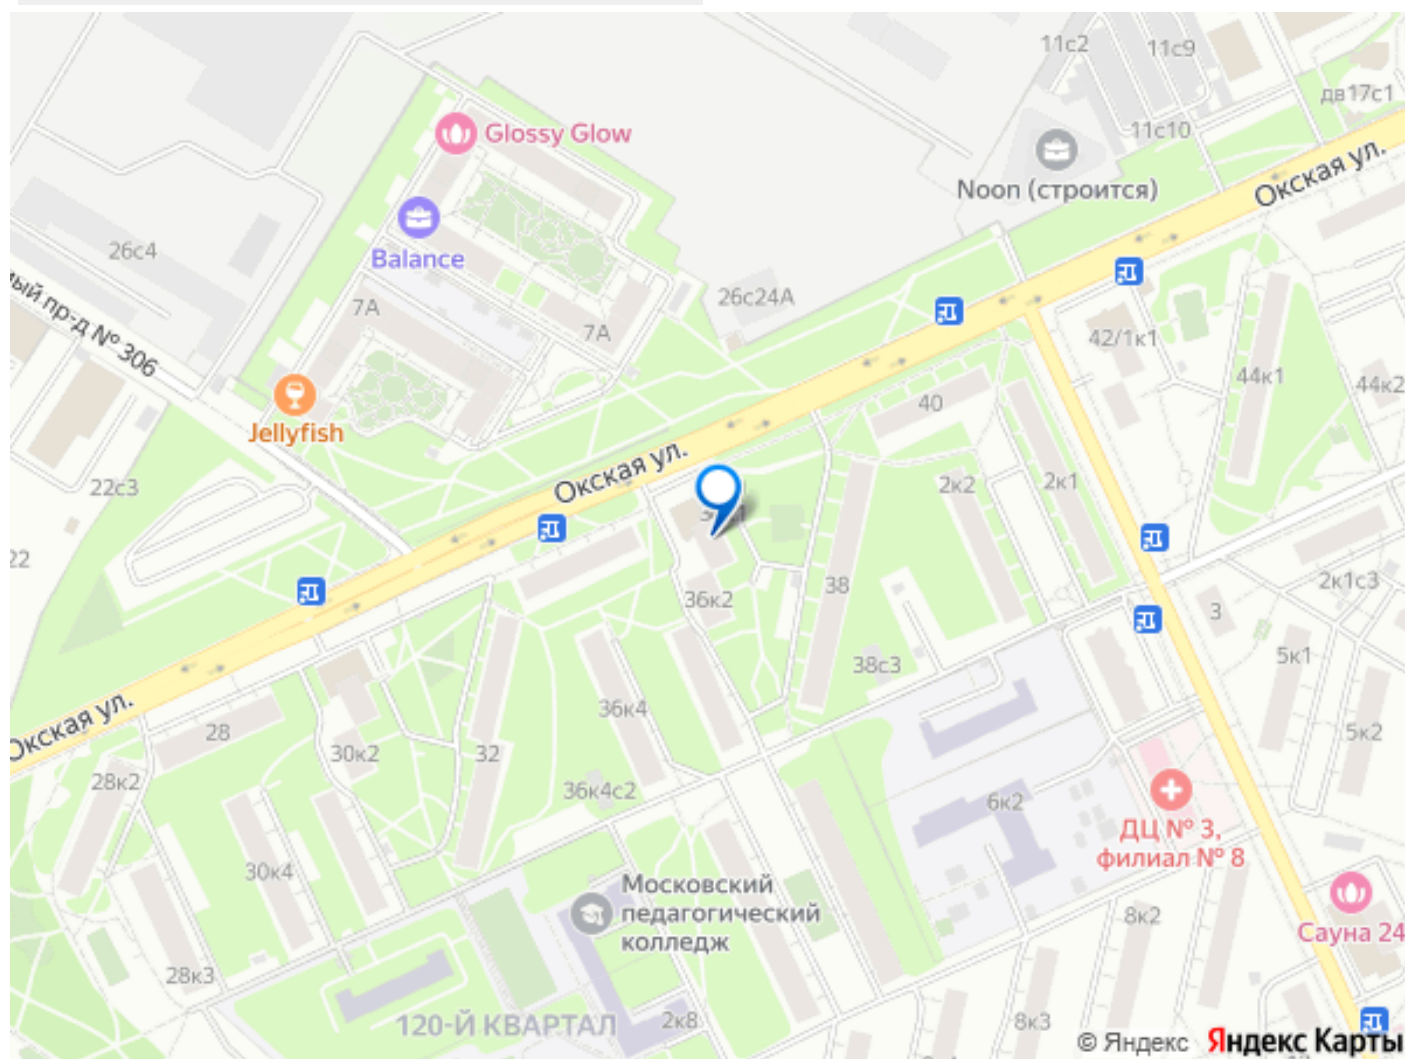 11с2
11с9
дв17с1
11с10
Glossy Glow
Noon (строится)
Окская ул.
26с4
Balance
7А
26с24А
7А
ый пр-д № 306
42/1к1
44к1
44к2
40
Jellyfish
Окская ул.
22с3
2к2
2к1
22
38
36к2
2к1с3
3
38с3
5к1
36к4
Окская ул.
28
30к2
32
5к2
28к2
36к4с2
6к2
ДЦ № 3,
филиал № 8
30к4
Московский
педагогический
колледж
8к2
Сауна 24
28к3
120-Й КВАРТАЛ
2к8
8к3
© Яндекс Яндекс Карты